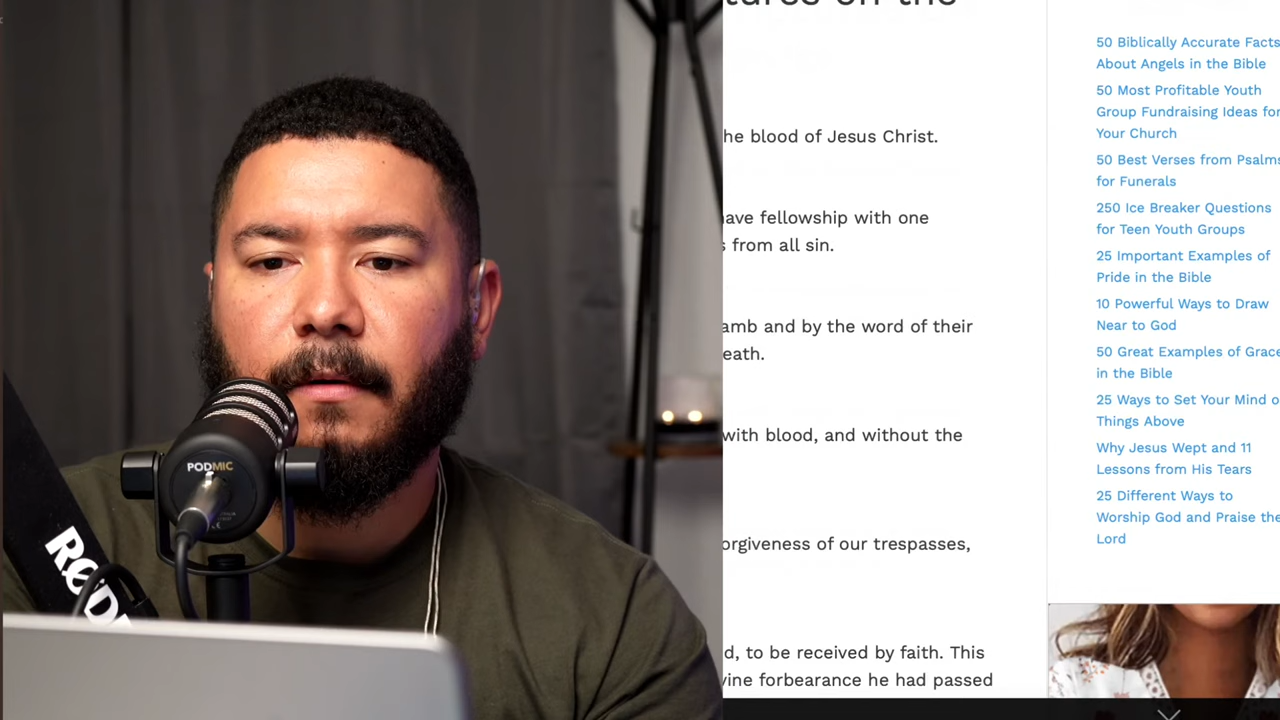 he blood of Jesus Christ.
ave fellowship with one
from all sin.
amb and by the word of their
eath.
with blood, and without the
orgiveness of our trespasses,
d, to be received by faith. This
vine forbearance he had passed
50 Biblically Accurate Facts
About Angels in the Bible
50 Most Profitable Youth
Group Fundraising Ideas for
Your Church
50 Best Verses from Psalms
for Funerals
250 Ice Breaker Questions
for Teen Youth Groups
25 Important Examples of
Pride in the Bible
10 Powerful Ways to Draw
Near to God
50 Great Examples of Grace
in the Bible
25 Ways to Set Your Mind o
Things Above
Why Jesus Wept and 11
Lessons from His Tears
25 Different Ways to
Worship God and Praise the
Lord
PODMIC
RØDE